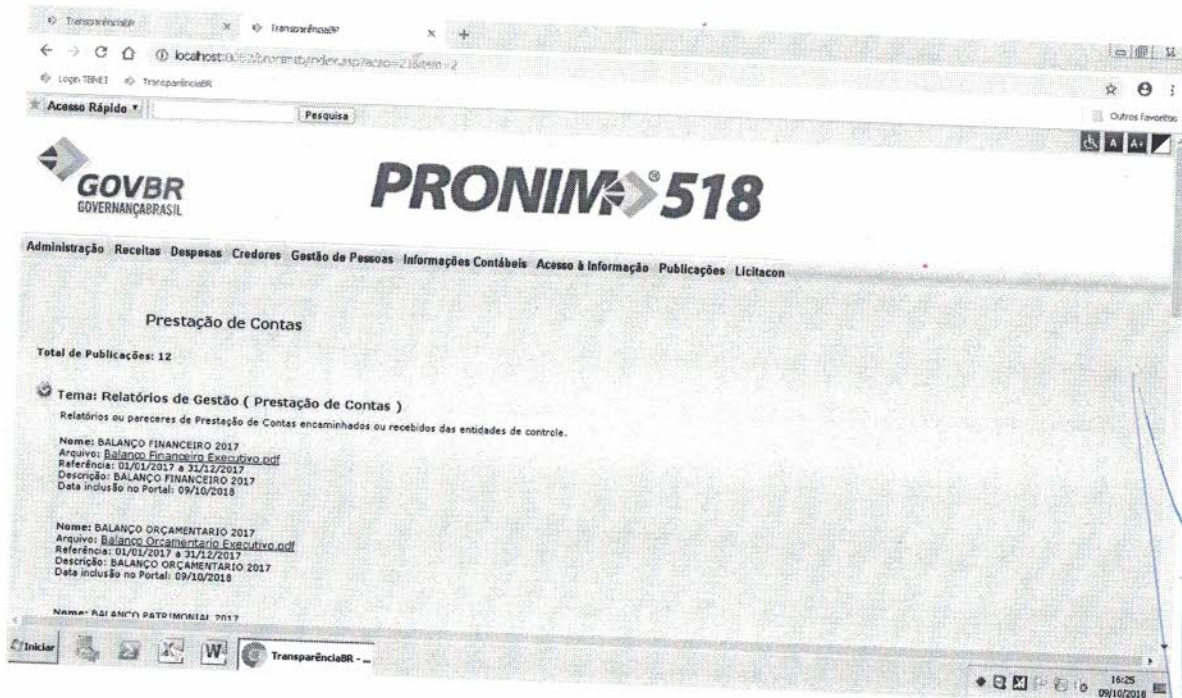 TransparênciaBR
TransparênciaBR
Login TBNET TransparênciaBR
Outros favoritos
Acesso Rápido
Pesquisa
A A+
GOVBR
GOVERNANÇABRASIL
PRONIM® 518
Administração Receitas Despesas Credores Gestão de Pessoas Informações Contábeis Acesso à Informação Publicações Licitacon
Prestação de Contas
Total de Publicações: 12
Tema: Relatórios de Gestão ( Prestação de Contas )
Relatórios ou pareceres de Prestação de Contas encaminhados ou recebidos das entidades de controle.
Nome: BALANÇO FINANCEIRO 2017
Arquivo: Balanço Financeiro Executivo.pdf
Referência: 01/01/2017 a 31/12/2017
Descrição: BALANÇO FINANCEIRO 2017
Data inclusão no Portal: 09/10/2018
Nome: BALANÇO ORÇAMENTARIO 2017
Arquivo: Balanço Orçamentario Executivo.pdf
Referência: 01/01/2017 a 31/12/2017
Descrição: BALANÇO ORÇAMENTARIO 2017
Data inclusão no Portal: 09/10/2018
Nome: BALANÇO PATRIMONIAL 2017
Iniciar
TransparênciaBR - ...
16:25
09/10/2018